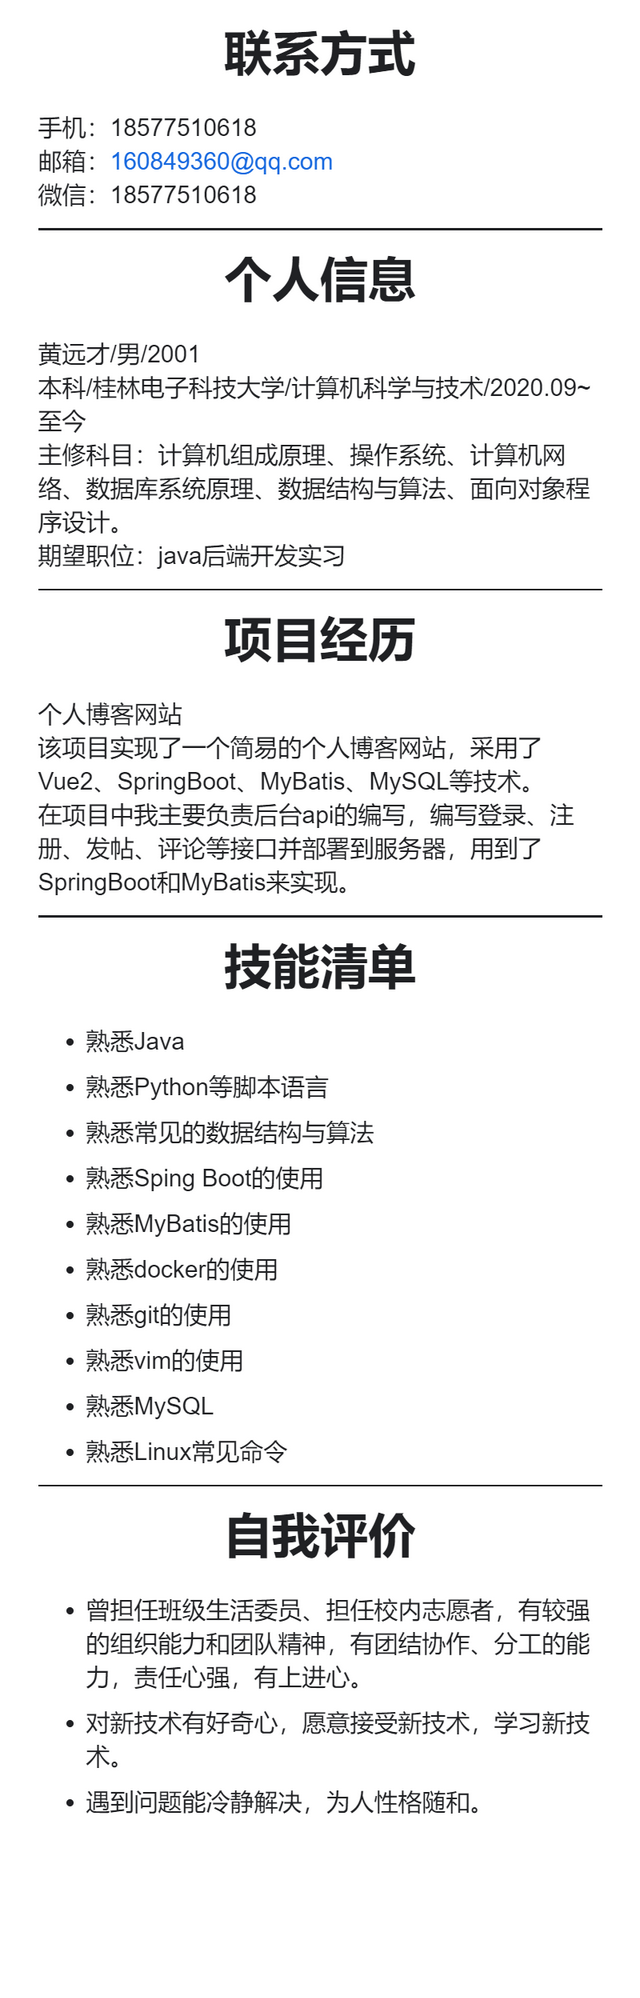 联系方式
手机：18577510618
邮箱：160849360@qq.com
微信：18577510618
个人信息
黄远才/男/2001
本科/桂林电子科技大学/计算机科学与技术/2020.09~
至今
主修科目：计算机组成原理、操作系统、计算机网
络、数据库系统原理、数据结构与算法、面向对象程
序设计。
期望职位：java后端开发实习
项目经历
个人博客网站
该项目实现了一个简易的个人博客网站，采用了
Vue2、SpringBoot、MyBatis、MySQL等技术。
在项目中我主要负责后台api的编写，编写登录、注
册、发帖、评论等接口并部署到服务器，用到了
SpringBoot和MyBatis来实现。
技能清单
• 熟悉Java
• 熟悉Python等脚本语言
• 熟悉常见的数据结构与算法
• 熟悉Sping Boot的使用
• 熟悉MyBatis的使用
• 熟悉docker的使用
• 熟悉git的使用
• 熟悉vim的使用
• 熟悉MySQL
• 熟悉Linux常见命令
自我评价
• 曾担任班级生活委员、担任校内志愿者，有较强
的组织能力和团队精神，有团结协作、分工的能
力，责任心强，有上进心。
• 对新技术有好奇心，愿意接受新技术，学习新技
术。
• 遇到问题能冷静解决，为人性格随和。